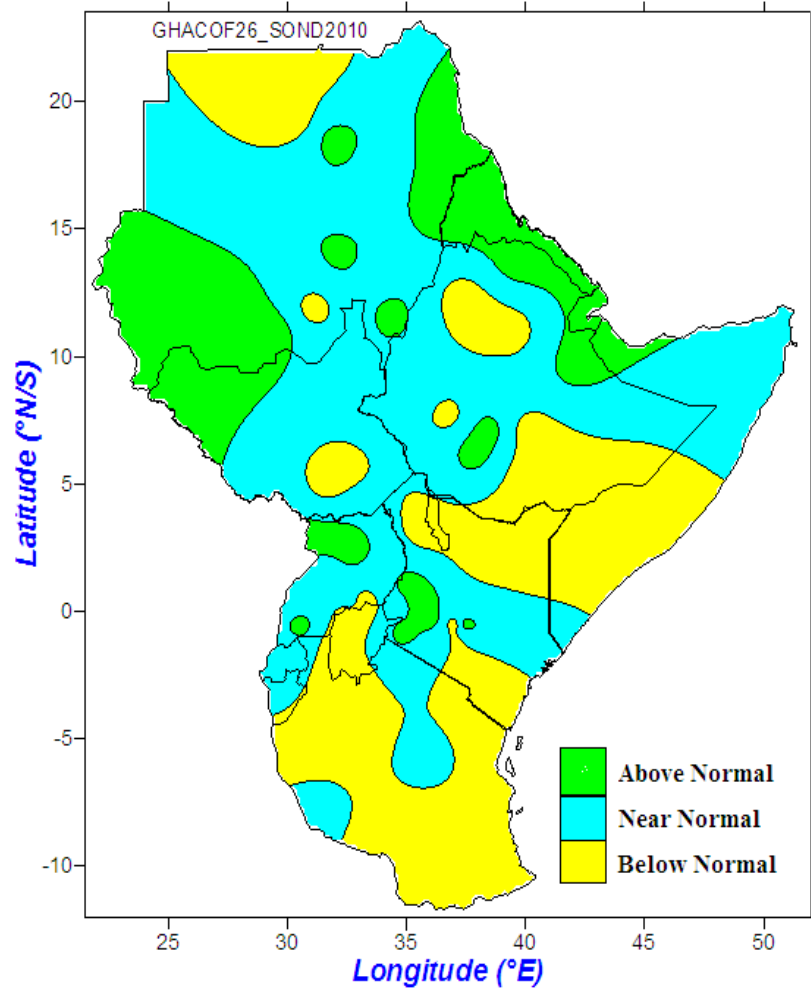 GHACOF26_SOND2010
20
15
10
5
0
-5
-10
Latitude (°N/S)
Above Normal
Near Normal
Below Normal
25 30 35 40 45 50
Longitude (°E)